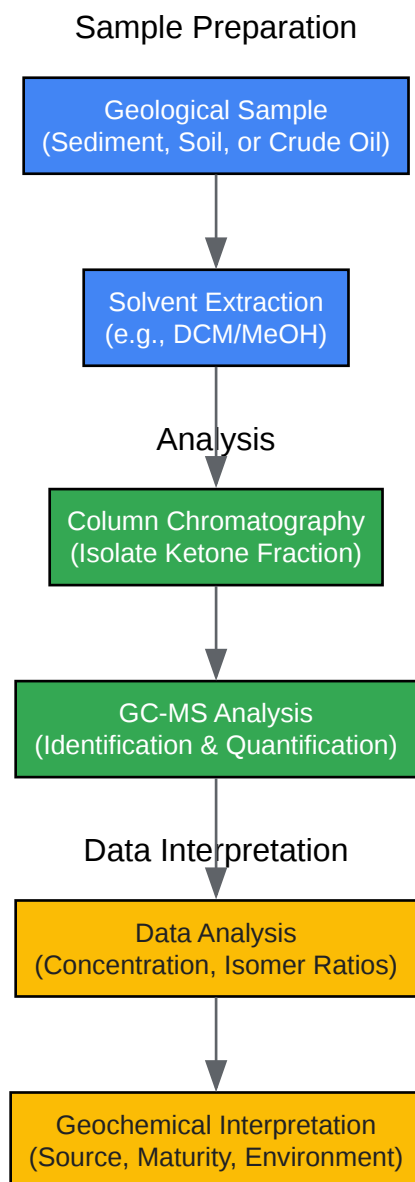 Sample Preparation
Geological Sample
(Sediment, Soil, or Crude Oil)
Solvent Extraction
(e.g., DCM/MeOH)
Analysis
Column Chromatography
(Isolate Ketone Fraction)
GC-MS Analysis
(Identification & Quantification)
Data Interpretation
Data Analysis
(Concentration, Isomer Ratios)
Geochemical Interpretation
(Source, Maturity, Environment)